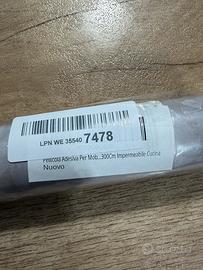 LPN WE 35540 7478
Pellicola Adesiva Per Mob...300Cm Impermeabile Cucina
Nuovo